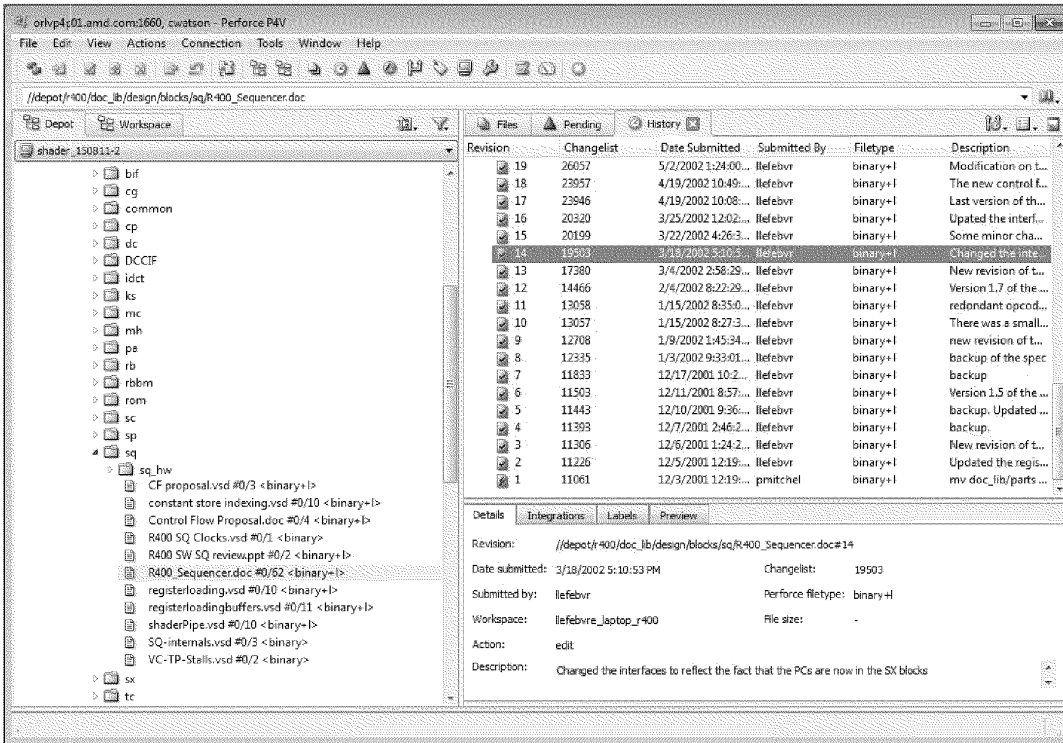 orlvp4s01.amd.com:1660, cwatson - Perforce P4V
File Edit View Actions Connection Tools Window Help
//depot/r400/doc_lib/design/blocks/sq/R400_Sequencer.doc
Depot Workspace
shader_150811-2
bif
cg
common
cp
dc
DCCIF
idct
ks
mc
mh
pa
rb
rbbm
rom
sc
sp
sq
sq_hw
CF proposal.vsd #0/3 <binary+l>
constant store indexing.vsd #0/10 <binary+l>
Control Flow Proposal.doc #0/4 <binary+l>
R400 SQ Clocks.vsd #0/1 <binary>
R400 SW SQ review.ppt #0/2 <binary+l>
R400_Sequencer.doc #0/62 <binary+l>
registerloading.vsd #0/10 <binary+l>
registerloadingbuffers.vsd #0/11 <binary+l>
shaderPipe.vsd #0/10 <binary+l>
SQ-internals.vsd #0/3 <binary>
VC-TP-Stalls.vsd #0/2 <binary>
sx
tc
Files Pending History
Revision Changelist Date Submitted Submitted By Filetype Description
19 26057 5/2/2002 1:24:00... llefebvr binary+l Modification on t...
18 23957 4/19/2002 10:49:... llefebvr binary+l The new control f...
17 23946 4/19/2002 10:08:... llefebvr binary+l Last version of th...
16 20320 3/25/2002 12:02:... llefebvr binary+l Upated the interf...
15 20199 3/22/2002 4:26:3... llefebvr binary+l Some minor cha...
14 19503 3/18/2002 5:10:5... llefebvr binary+l Changed the inte...
13 17380 3/4/2002 2:58:29... llefebvr binary+l New revision of t...
12 14466 2/4/2002 8:22:29... llefebvr binary+l Version 1.7 of the ...
11 13058 1/15/2002 8:35:0... llefebvr binary+l redondant opcod...
10 13057 1/15/2002 8:27:3... llefebvr binary+l There was a small...
9 12708 1/9/2002 1:45:34... llefebvr binary+l new revision of t...
8 12335 1/3/2002 9:33:01... llefebvr binary+l backup of the spec
7 11833 12/17/2001 10:2... llefebvr binary+l backup
6 11503 12/11/2001 8:57:... llefebvr binary+l Version 1.5 of the ...
5 11443 12/10/2001 9:36:... llefebvr binary+l backup. Updated ...
4 11393 12/7/2001 2:46:2... llefebvr binary+l backup.
3 11306 12/6/2001 1:24:2... llefebvr binary+l New revision of t...
2 11226 12/5/2001 12:19:... llefebvr binary+l Updated the regis...
1 11061 12/3/2001 12:19:... pmitchel binary+l mv doc_lib/parts ...
Details Integrations Labels Preview
Revision: //depot/r400/doc_lib/design/blocks/sq/R400_Sequencer.doc#14
Date submitted: 3/18/2002 5:10:53 PM Changelist: 19503
Submitted by: llefebvr Perforce filetype: binary+l
Workspace: llefebvre_laptop_r400 File size: -
Action: edit
Description: Changed the interfaces to reflect the fact that the PCs are now in the SX blocks